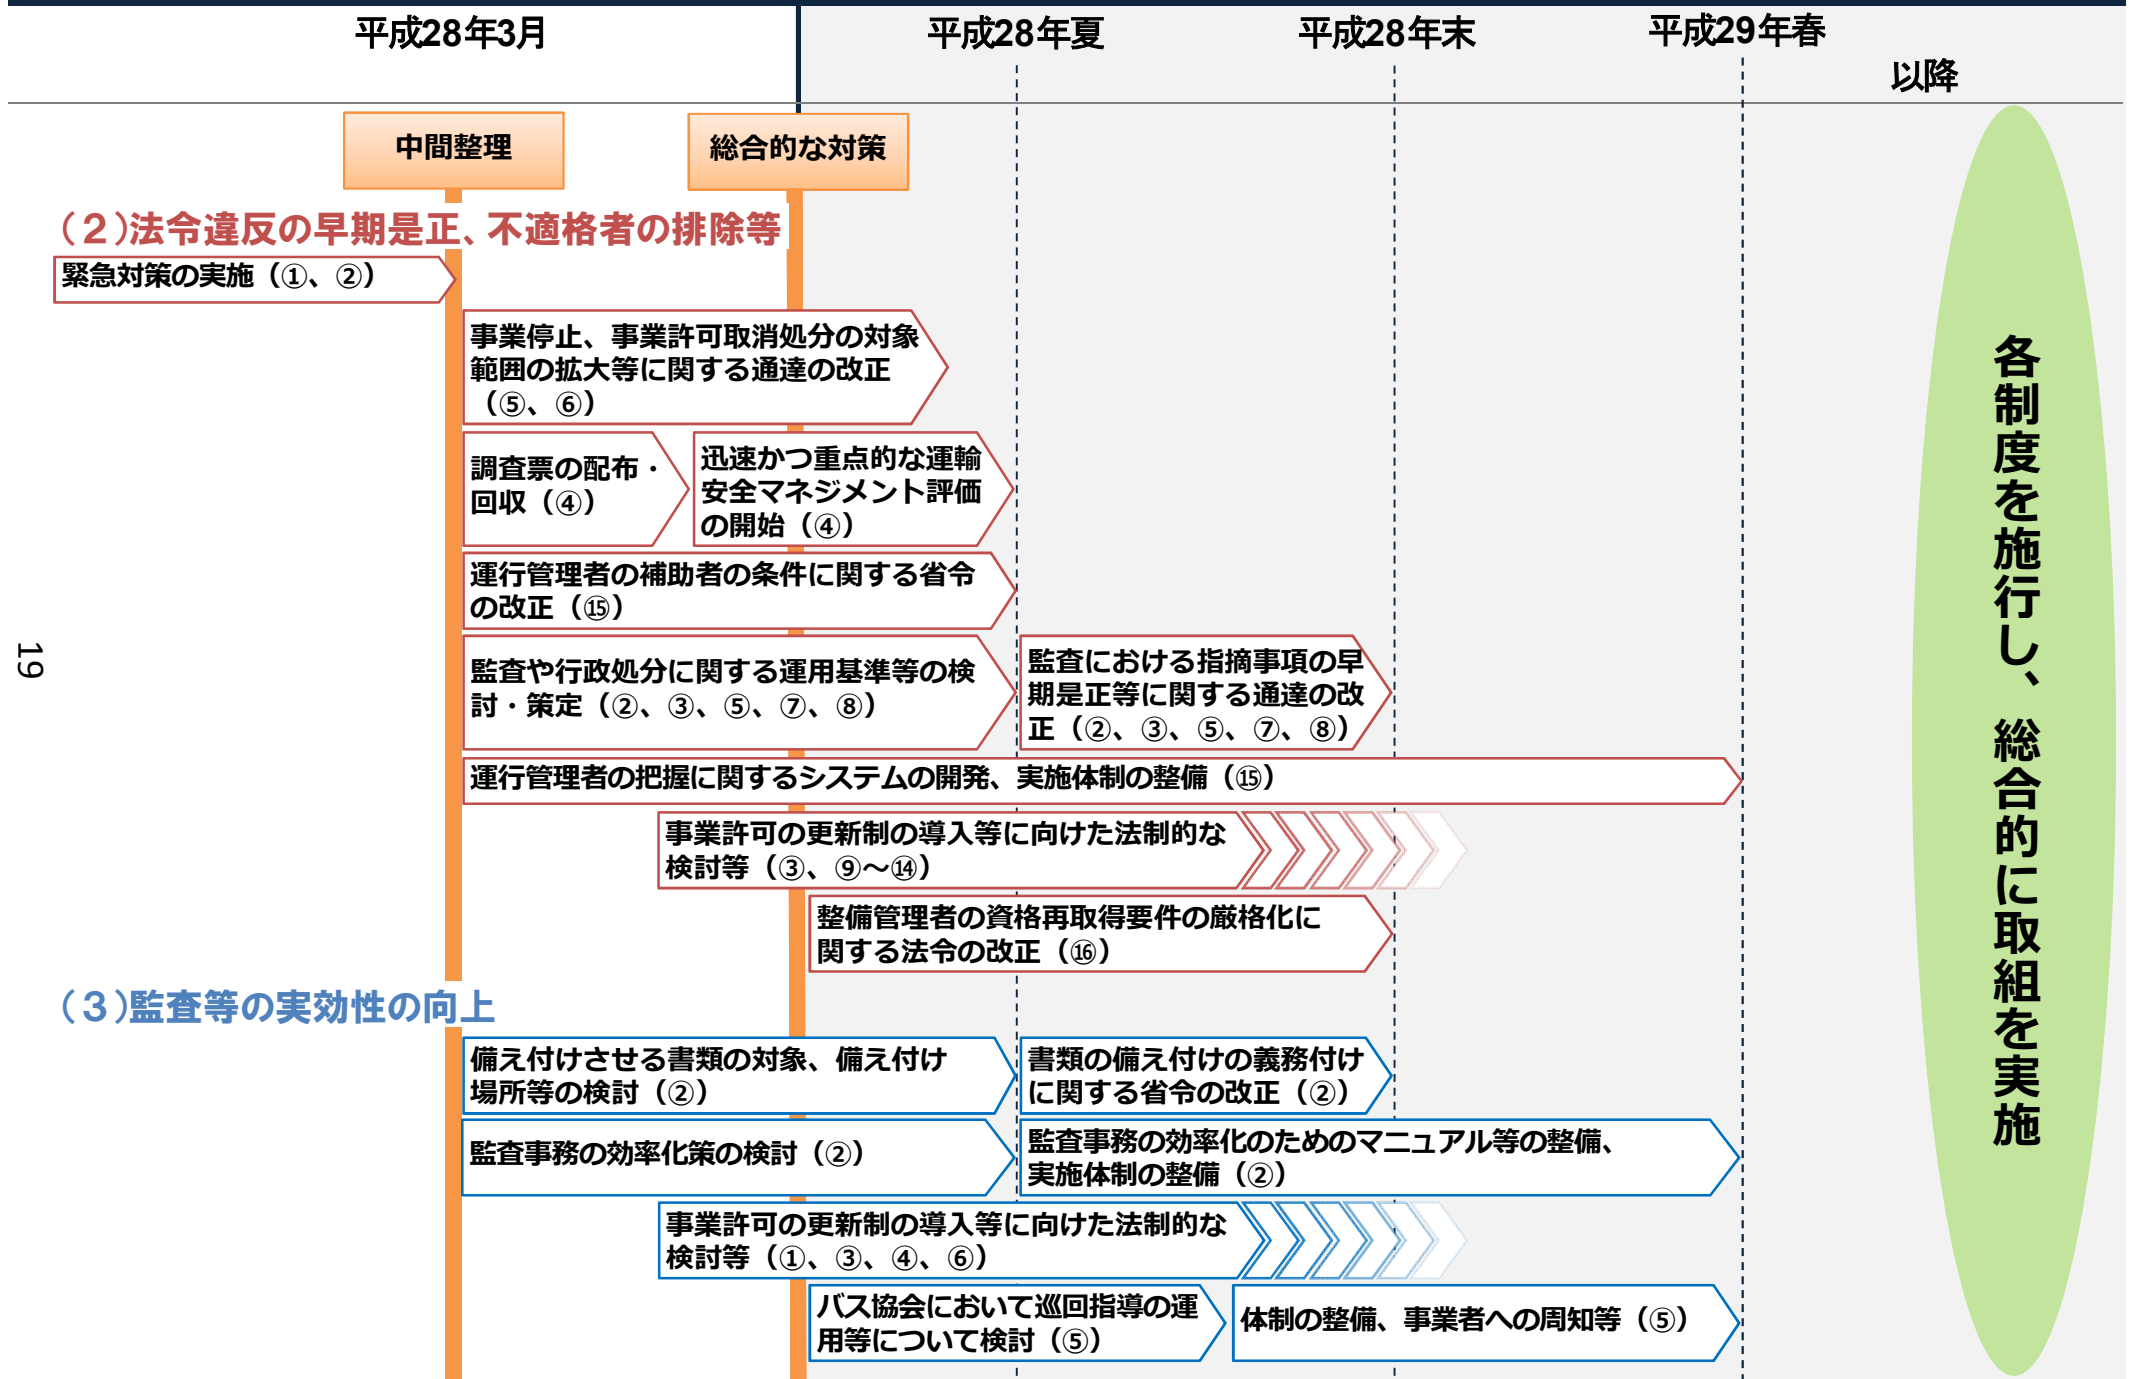 平成28年3月
平成28年夏
平成28年末
平成29年春
以降
中間整理
総合的な対策
（２）法令違反の早期是正、不適格者の排除等
緊急対策の実施（①、②）
事業停止、事業許可取消処分の対象
範囲の拡大等に関する通達の改正
（⑤、⑥）
調査票の配布・
回収（④）
迅速かつ重点的な運輸
安全マネジメント評価
の開始（④）
運行管理者の補助者の条件に関する省令
の改正（⑮）
監査や行政処分に関する運用基準等の検
討・策定（②、③、⑤、⑦、⑧）
監査における指摘事項の早
期是正等に関する通達の改
正（②、③、⑤、⑦、⑧）
運行管理者の把握に関するシステムの開発、実施体制の整備（⑮）
事業許可の更新制の導入等に向けた法制的な
検討等（③、⑨～⑭）
整備管理者の資格再取得要件の厳格化に
関する法令の改正（⑯）
（３）監査等の実効性の向上
備え付けさせる書類の対象、備え付け
場所等の検討（②）
書類の備え付けの義務付け
に関する省令の改正（②）
監査事務の効率化策の検討（②）
監査事務の効率化のためのマニュアル等の整備、
実施体制の整備（②）
事業許可の更新制の導入等に向けた法制的な
検討等（①、③、④、⑥）
バス協会において巡回指導の運
用等について検討（⑤）
体制の整備、事業者への周知等（⑤）
各制度を施行し、総合的に取組を実施
19